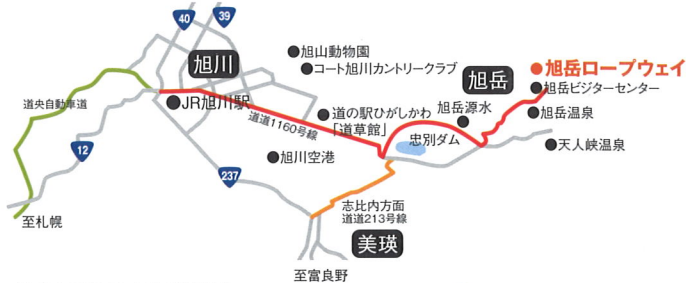 40
39
旭川
旭山動物園
コート旭川カントリークラブ
旭岳
旭岳ロープウェイ
旭岳ビジターセンター
道央自動車道
JR旭川駅
道道1160号線
道の駅ひがしかわ
「道草館」
旭岳源水
旭岳温泉
忠別ダム
天人峡温泉
12
旭川空港
237
志比内方面
道道213号線
至札幌
美瑛
至富良野